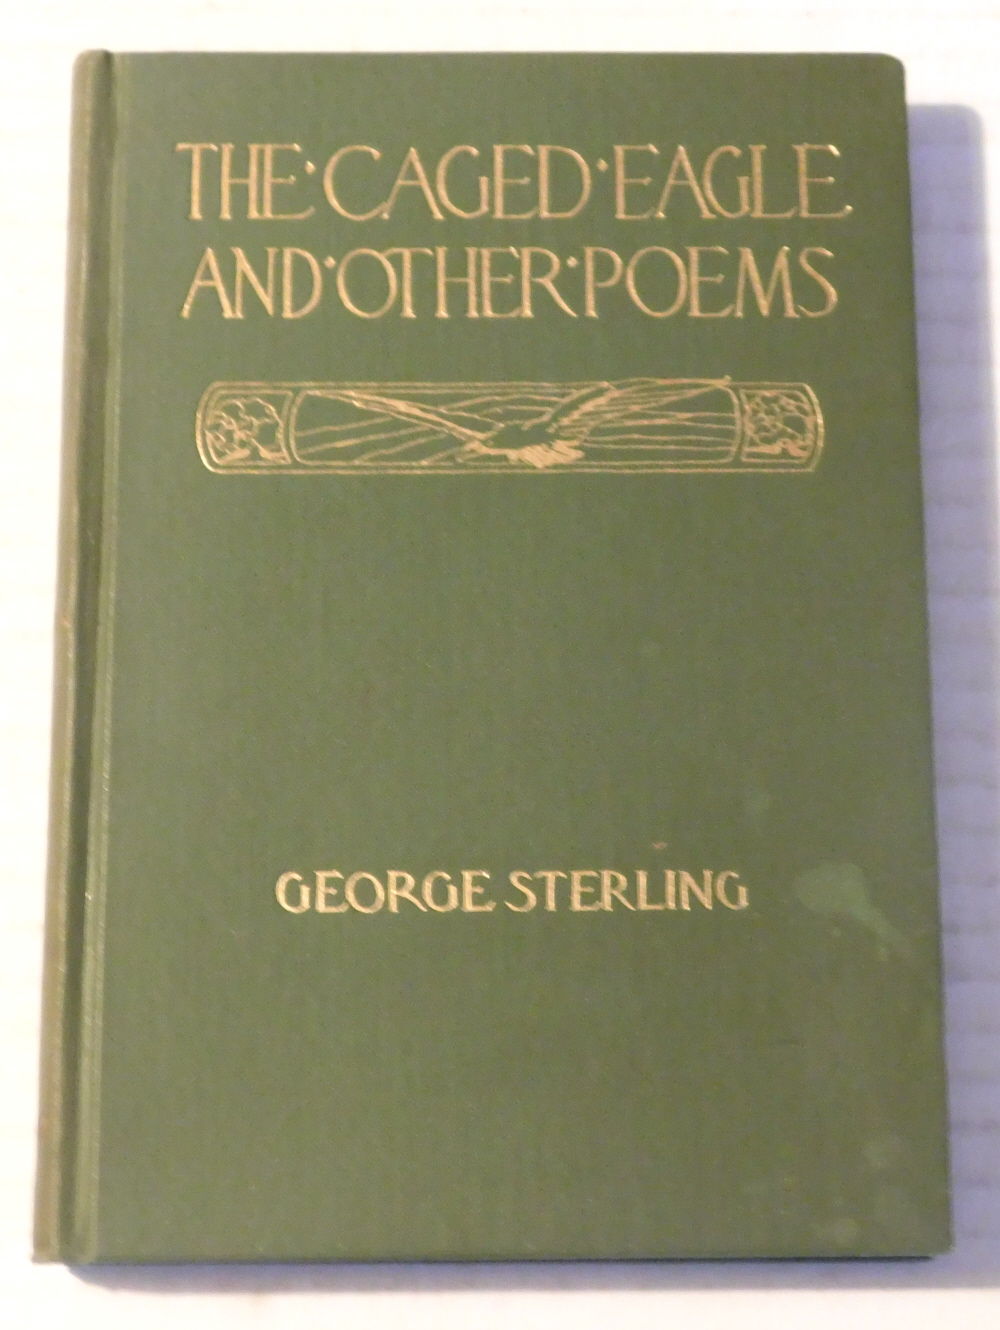 THE·CAGED·EAGLE
AND·OTHER·POEMS
GEORGE STERLING